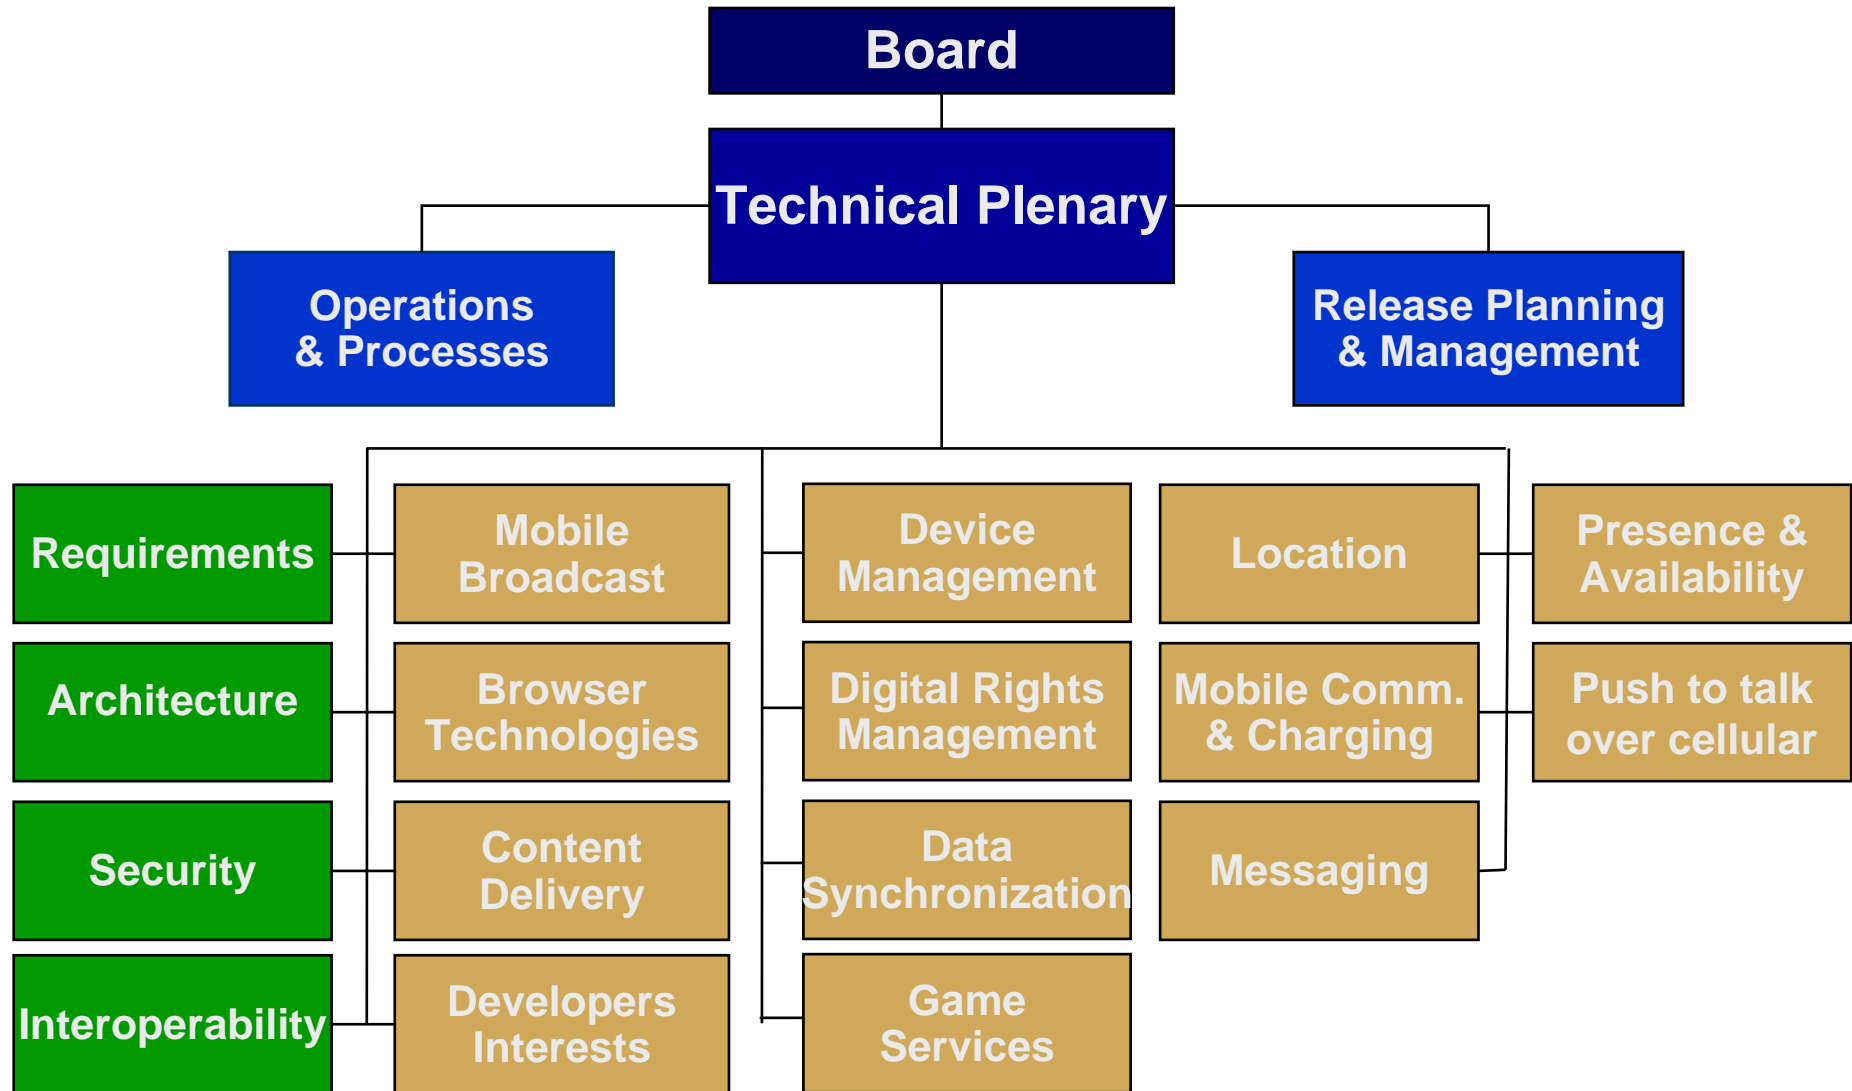 Board
Technical Plenary
Operations
& Processes
Release Planning
& Management
Requirements
Mobile
Broadcast
Device
Management
Location
Presence &
Availability
Architecture
Browser
Technologies
Digital Rights
Management
Mobile Comm.
& Charging
Push to talk
over cellular
Security
Content
Delivery
Data
Synchronization
Messaging
Interoperability
Developers
Interests
Game
Services